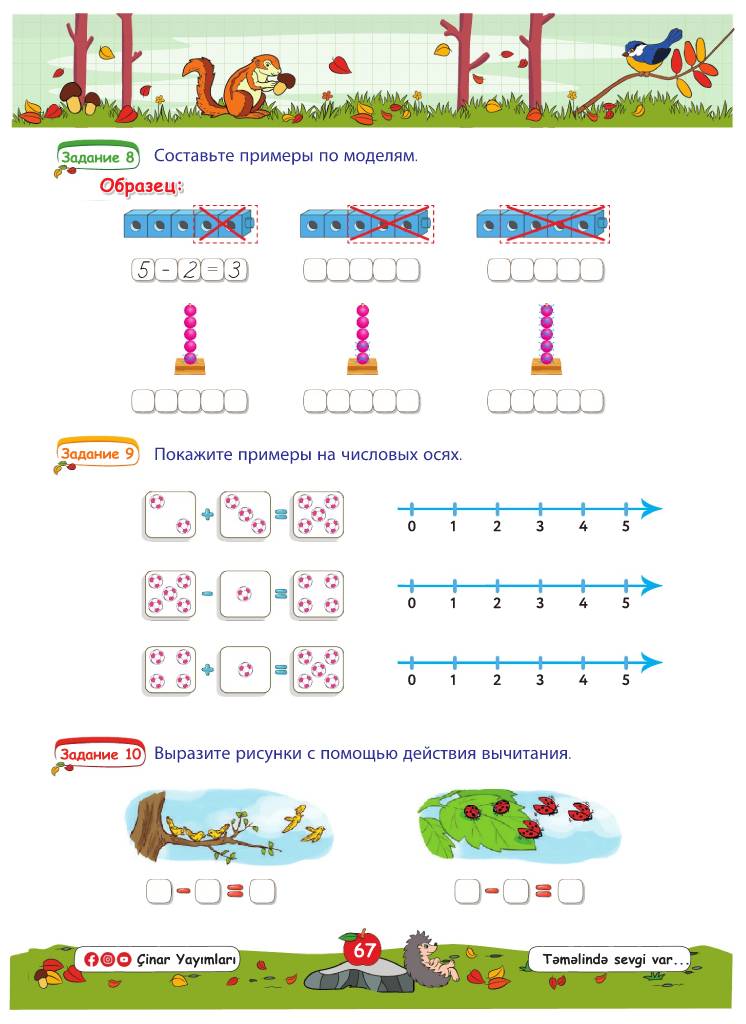 Задание 8 Составьте примеры по моделям.
Образец:
5 - 2 = 3
Задание 9 Покажите примеры на числовых осях.
+ =
0 1 2 3 4 5
- =
0 1 2 3 4 5
+ =
0 1 2 3 4 5
Задание 10 Выразите рисунки с помощью действия вычитания.
- = - =
Çinar Yayımları 67 Təməlində sevgi var...